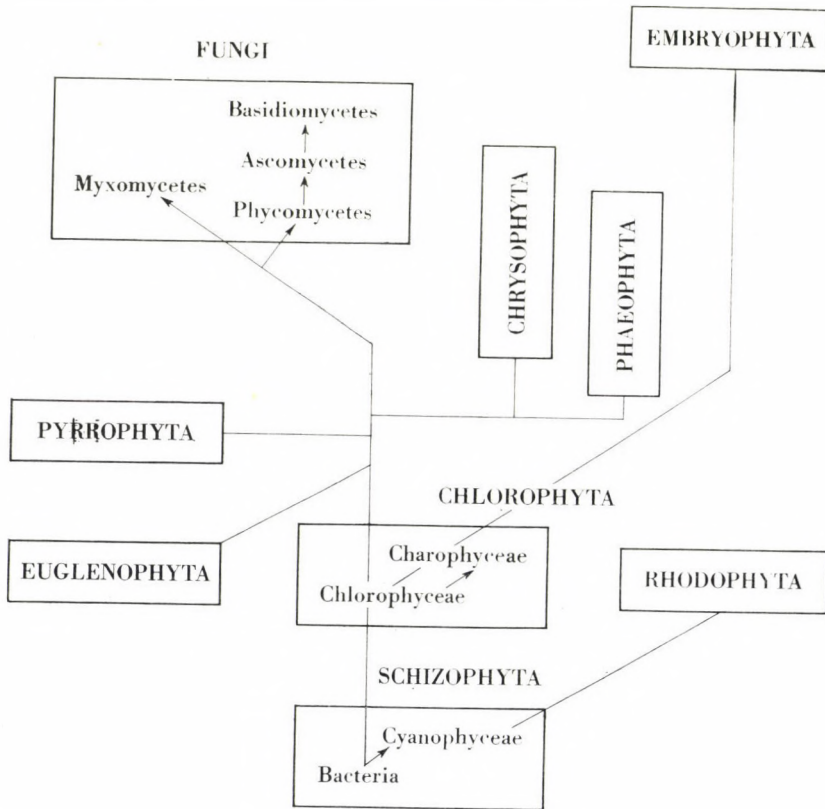 FUNGI
EMBRYOPHYTA
Basidiomycetes
Ascomycetes
Myxomycetes
Phycomycetes
CHRYSOPHYTA
PHAEOPHYTA
PYRROPHYTA
CHLOROPHYTA
EUGLENOPHYTA
Charophyceae
Chlorophyceae
RHODOPHYTA
SCHIZOPHYTA
Cyanophyceae
Bacteria